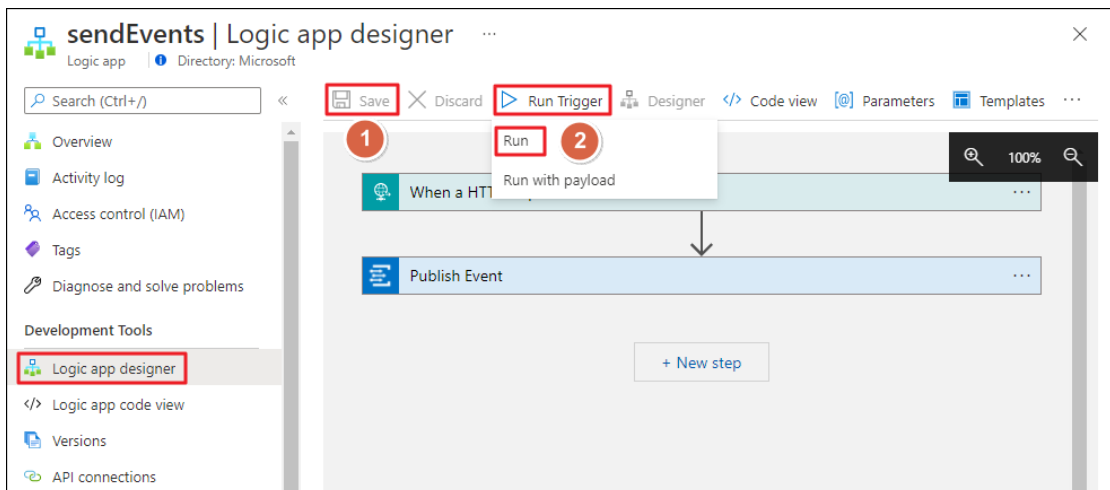 sendEvents | Logic app designer ...
Logic app Directory: Microsoft
Search (Ctrl+/)
«
Save Discard Run Trigger Designer </> Code view [@] Parameters Templates ...
Overview
Activity log
Access control (IAM)
Tags
Diagnose and solve problems
Development Tools
Logic app designer
</> Logic app code view
Versions
API connections
1
Run 2
Run with payload
100%
When a HTT
...
Publish Event ...
+ New step